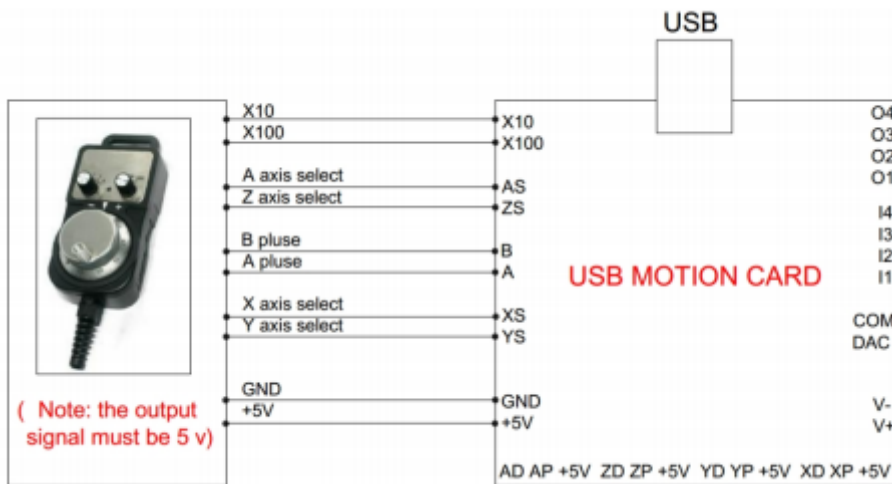 USB
X10
X100
A axis select
Z axis select
B pluse
A pluse
X axis select
Y axis select
GND
+5V
( Note: the output
signal must be 5 v)
X10
X100
AS
ZS
B
A
XS
YS
GND
+5V
USB MOTION CARD
O4
O3
O2
O1
I4
I3
I2
I1
COM
DAC
V-
V+
AD AP +5V ZD ZP +5V YD YP +5V XD XP +5V